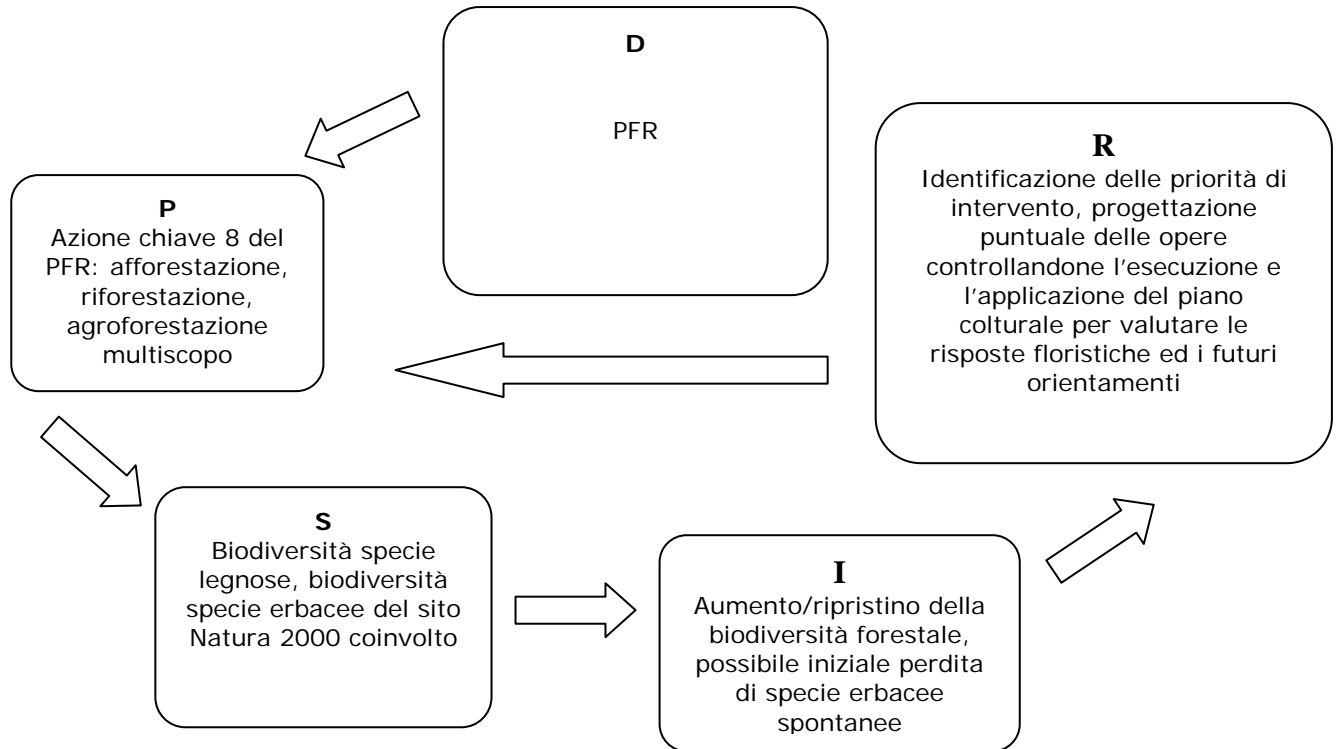 D
PFR
P
Azione chiave 8 del
PFR: afforestazione,
riforestazione,
agroforestazione
multiscopo
S
Biodiversità specie
legnose, biodiversità
specie erbacee del sito
Natura 2000 coinvolto
I
Aumento/ripristino della
biodiversità forestale,
possibile iniziale perdita
di specie erbacee
spontanee
R
Identificazione delle priorità di
intervento, progettazione
puntuale delle opere
controllandone l'esecuzione e
l'applicazione del piano
colturale per valutare le
risposte floristiche ed i futuri
orientamenti